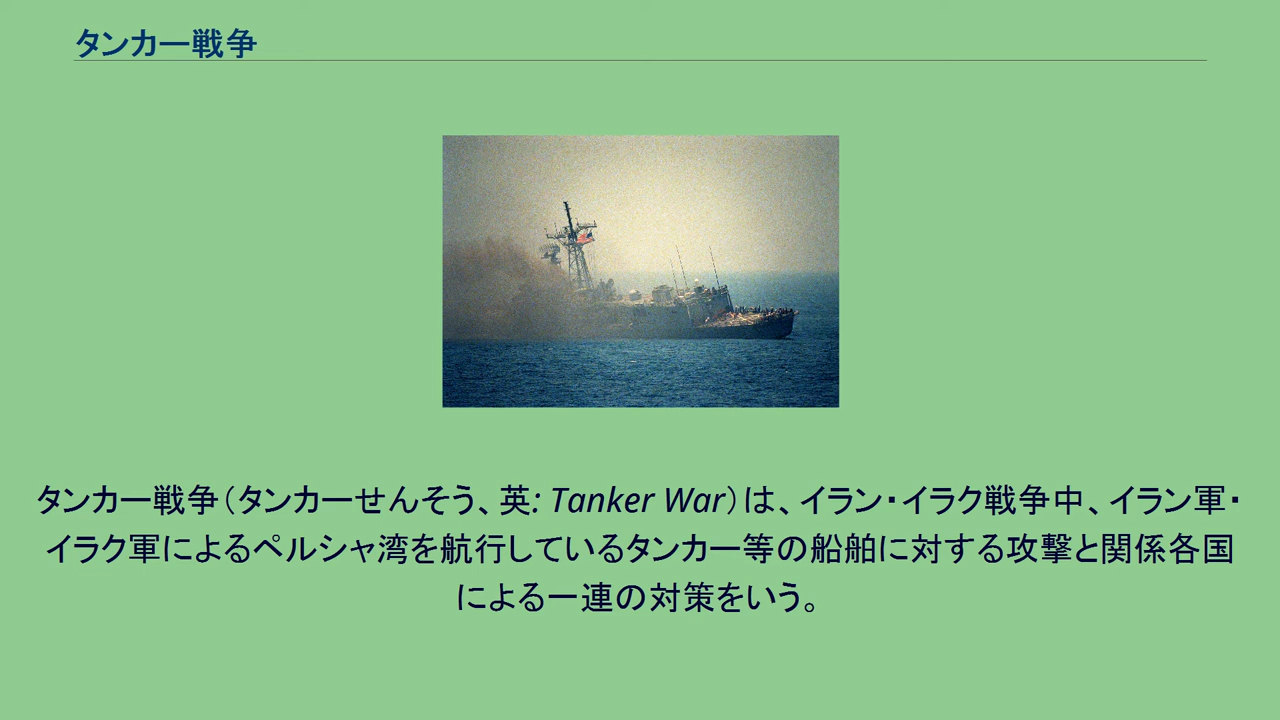 タンカー戦争
タンカー戦争（タンカーせんそう、英: Tanker War）は、イラン・イラク戦争中、イラン軍・
イラク軍によるペルシャ湾を航行しているタンカー等の船舶に対する攻撃と関係各国
による一連の対策をいう。